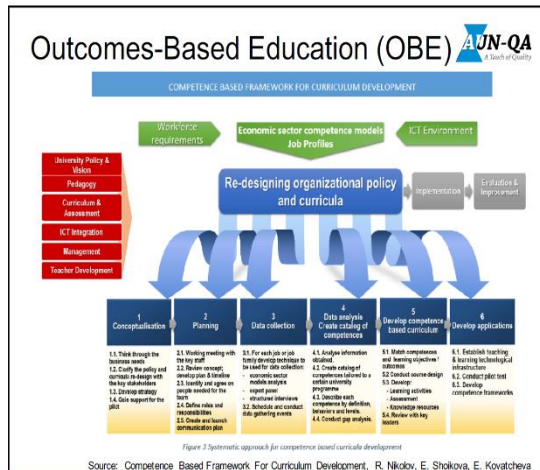 Outcomes-Based Education (OBE)
AUN-QA
A Touch of Quality
COMPETENCE BASED FRAMEWORK FOR CURRICULUM DEVELOPMENT
Workforce
requirements
Economic sector competence models
Job Profiles
ICT Environment
University Policy &
Vision
Pedagogy
Curriculum &
Assessment
ICT Integration
Management
Teacher Development
Re-designing organizational policy
and curricula
Implementation
Evaluation &
Improvement
1
Conceptualisation
1.1. Think through the
business needs
1.2. Clarify the policy and
curricula re-design with
the key stakeholders
1.3. Develop strategy
1.4. Gain support for the
pilot
2
Planning
2.1. Working meeting with
the key staff
2.2. Review concept;
develop plan & timeline
2.3. Identify and agree on
people needed for the
team
2.4. Define roles and
responsibilities
2.5. Create and launch
communication plan
3
Data collection
3.1. For each job or job
family develop technique to
be used for data collection:
- economic sector
models analysis
- expert panel
- structured interviews
3.2. Schedule and conduct
data gathering events
4
Data analysis
Create catalog of
competences
4.1. Analyse information
obtained.
4.2. Create catalog of
competences tailored to a
certain university
programme
4.3. Describe each
competence by definition,
behaviors and levels.
4.4. Conduct gap analysis.
5
Develop competence
based curriculum
5.1. Match competences
and learning objectives /
outcomes
5.2. Conduct course design
5.3. Develop:
- Learning activities
- Assessment
- Knowledge resources
5.4. Review with key
leaders
6
Develop applications
6.1. Establish teaching
& learning technological
infrastructure
6.2. Conduct pilot test
6.3. Develop
competence frameworks
Figure 3 Systematic approach for competence based curricula development
Source: Competence Based Framework For Curriculum Development, R. Nikolov, E. Shoikova, E. Kovatcheva